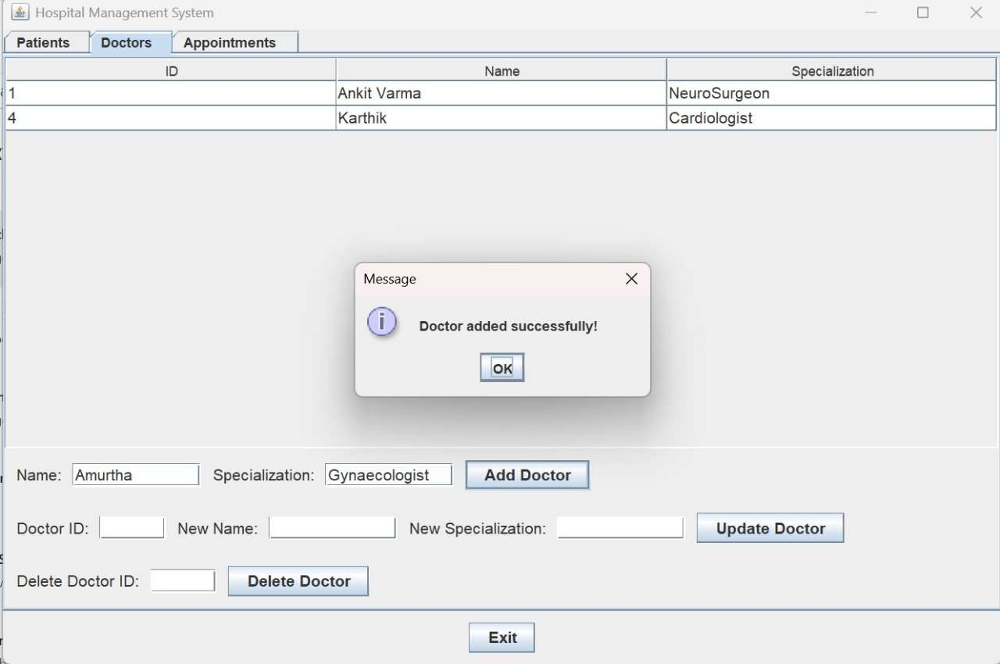 Hospital Management System
Patients Doctors Appointments
ID Name Specialization
1 Ankit Varma NeuroSurgeon
4 Karthik Cardiologist
Message
i Doctor added successfully!
OK
Name: Amurtha Specialization: Gynaecologist Add Doctor
Doctor ID: New Name: New Specialization: Update Doctor
Delete Doctor ID: Delete Doctor
Exit